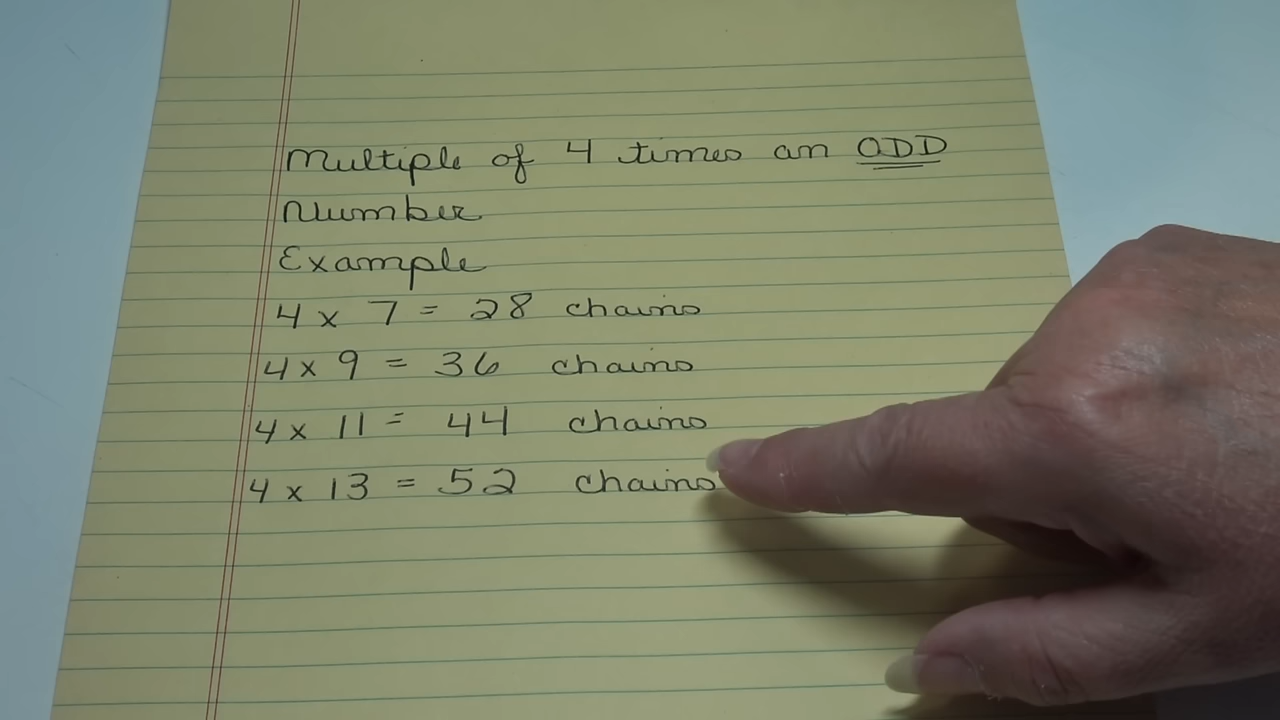 Multiple of 4 times an ODD
Number
Example
4 x 7 = 28 chains
4 x 9 = 36 chains
4 x 11 = 44 chains
4 x 13 = 52 chains